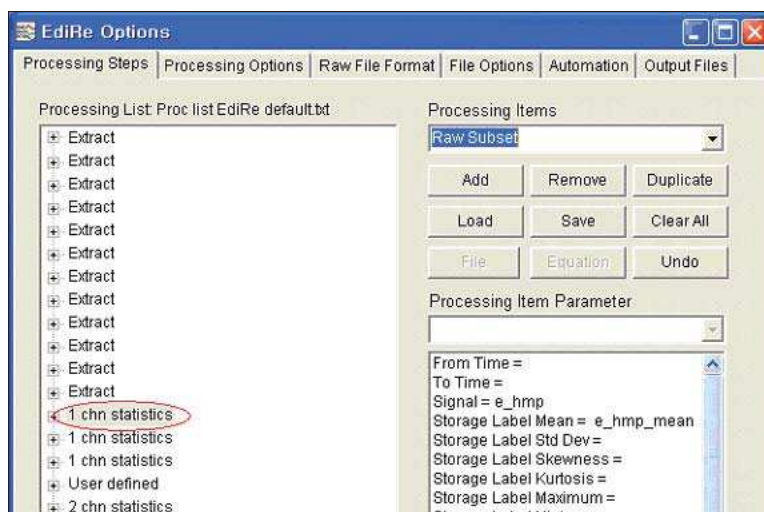 EdiRe Options
Processing Steps Processing Options Raw File Format File Options Automation Output Files
Processing List: Proc list EdiRe default.txt
Extract
Extract
Extract
Extract
Extract
Extract
Extract
Extract
Extract
Extract
Extract
Extract
1 chn statistics
1 chn statistics
1 chn statistics
User defined
2 chn statistics
Processing Items
Raw Subset
Add Remove Duplicate
Load Save Clear All
File Equation Undo
Processing Item Parameter
From Time =
To Time =
Signal = e_hmp
Storage Label Mean = e_hmp_mean
Storage Label Std Dev =
Storage Label Skewness =
Storage Label Kurtosis =
Storage Label Maximum =